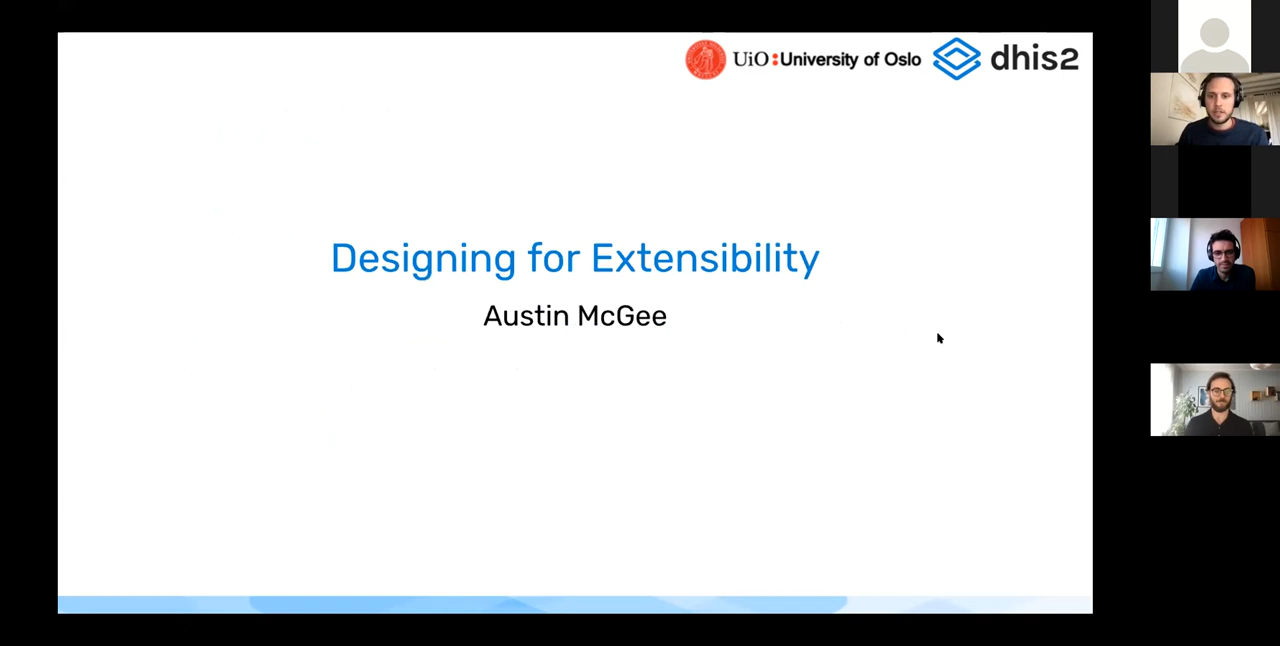 UiO : University of Oslo
dhis2
Designing for Extensibility
Austin McGee